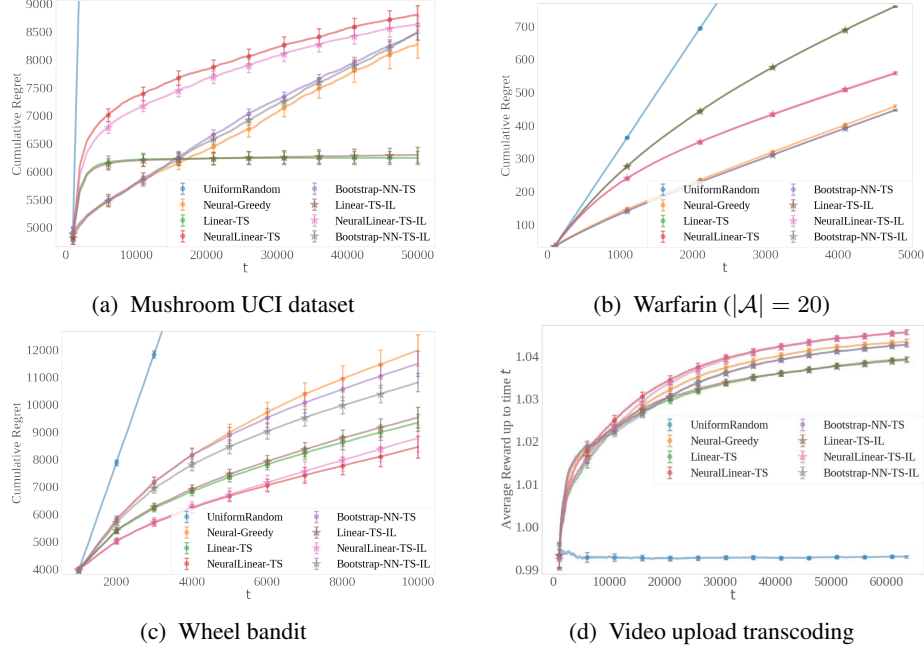 9000
8500
8000
7500
7000
6500
6000
5500
5000
Cumulative Regret
0
10000
20000
30000
40000
50000
t
UniformRandom
Neural-Greedy
Linear-TS
NeuralLinear-TS
Bootstrap-NN-TS
Linear-TS-IL
NeuralLinear-TS-IL
Bootstrap-NN-TS-IL
(a) Mushroom UCI dataset
700
600
500
400
300
200
100
Cumulative Regret
0
1000
2000
3000
4000
5000
t
UniformRandom
Neural-Greedy
Linear-TS
NeuralLinear-TS
Bootstrap-NN-TS
Linear-TS-IL
NeuralLinear-TS-IL
Bootstrap-NN-TS-IL
(b) Warfarin (|𝒜| = 20)
12000
11000
10000
9000
8000
7000
6000
5000
4000
Cumulative Regret
2000
4000
6000
8000
10000
t
UniformRandom
Neural-Greedy
Linear-TS
NeuralLinear-TS
Bootstrap-NN-TS
Linear-TS-IL
NeuralLinear-TS-IL
Bootstrap-NN-TS-IL
(c) Wheel bandit
1.04
1.03
1.02
1.01
1.00
0.99
Average Reward up to time t
0
10000
20000
30000
40000
50000
60000
t
UniformRandom
Neural-Greedy
Linear-TS
NeuralLinear-TS
Bootstrap-NN-TS
Linear-TS-IL
NeuralLinear-TS-IL
Bootstrap-NN-TS-IL
(d) Video upload transcoding